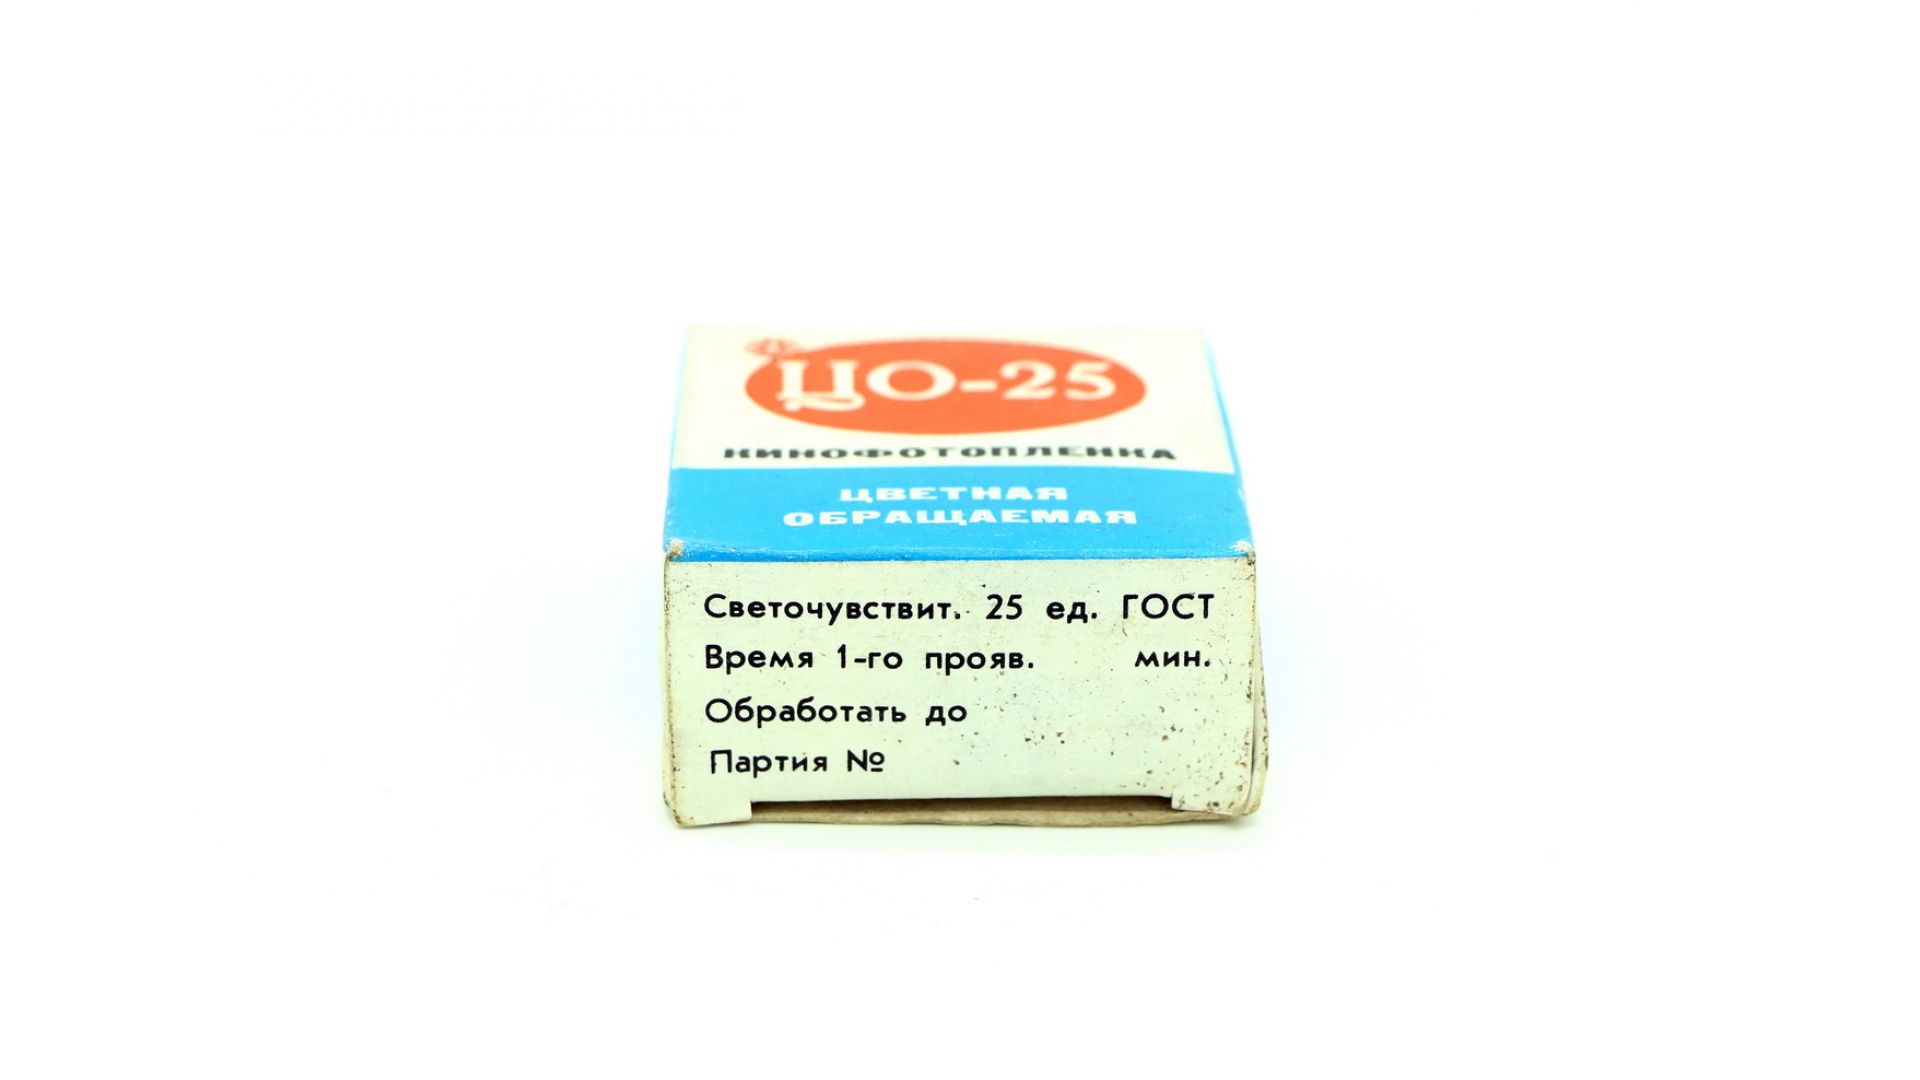 ЦО-25
КИНОФОТОПЛЕНКА
ЦВЕТНАЯ
ОБРАЩАЕМАЯ
Светочувствит. 25 ед. ГОСТ
Время 1-го прояв. мин.
Обработать до
Партия №